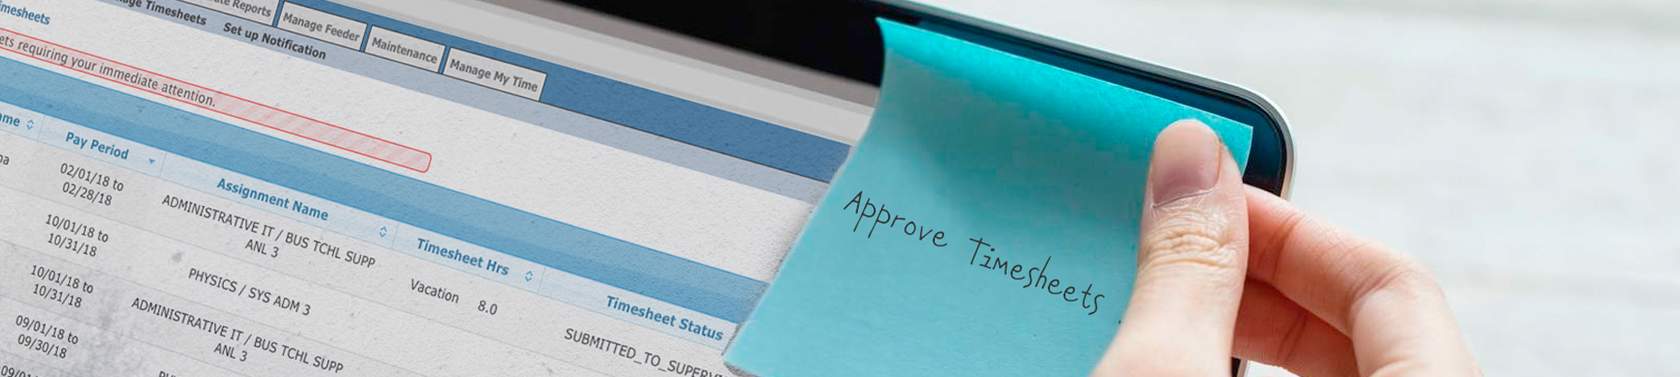 Reports
Manage Feeder
Maintenance
Manage My Time
Timesheets
Set up Notification
requiring your immediate attention.
Pay Period
Assignment Name
Timesheet Hrs
Timesheet Status
02/01/18 to
02/28/18
ADMINISTRATIVE IT / BUS TCHL SUPP
ANL 3
Vacation 8.0
10/01/18 to
10/31/18
PHYSICS / SYS ADM 3
10/01/18 to
10/31/18
ADMINISTRATIVE IT / BUS TCHL SUPP
ANL 3
09/01/18 to
09/30/18
Approve Timesheets